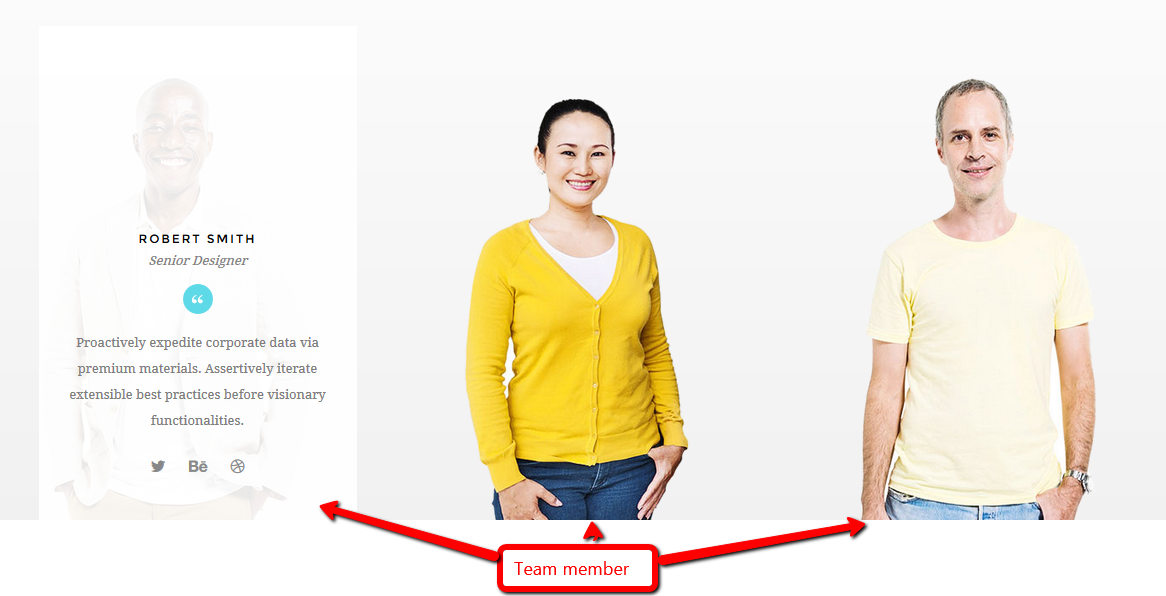 ROBERT SMITH
Senior Designer
“
Proactively expedite corporate data via
premium materials. Assertively iterate
extensible best practices before visionary
functionalities.
Bē
Team member